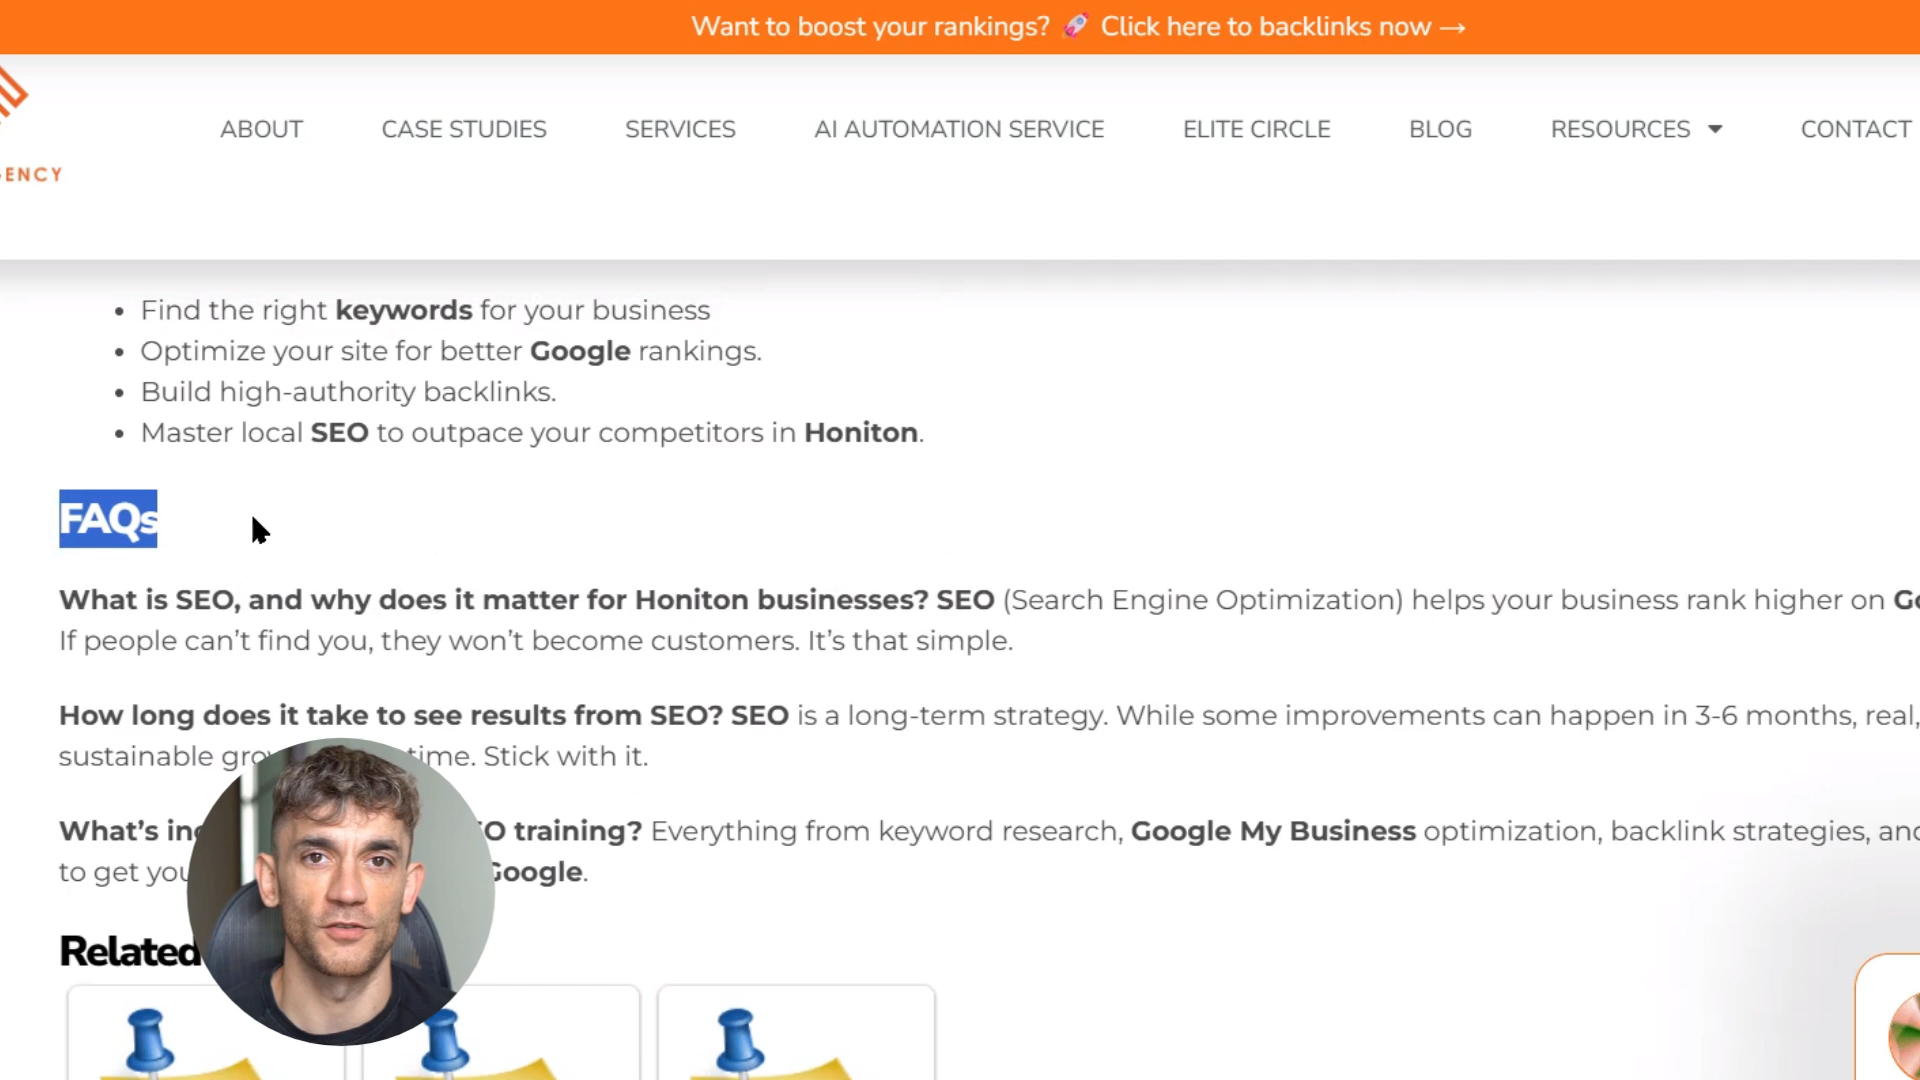 Want to boost your rankings? 🚀 Click here to backlinks now →
ABOUT CASE STUDIES SERVICES AI AUTOMATION SERVICE ELITE CIRCLE BLOG RESOURCES CONTACT
ENCY
• Find the right keywords for your business
• Optimize your site for better Google rankings.
• Build high-authority backlinks.
• Master local SEO to outpace your competitors in Honiton.
FAQs
What is SEO, and why does it matter for Honiton businesses? SEO (Search Engine Optimization) helps your business rank higher on
If people can’t find you, they won’t become customers. It’s that simple.
How long does it take to see results from SEO? SEO is a long-term strategy. While some improvements can happen in 3-6 months, real,
sustainable time. Stick with it.
What’s training? Everything from keyword research, Google My Business optimization, backlink strategies, and
to get Google.
Related